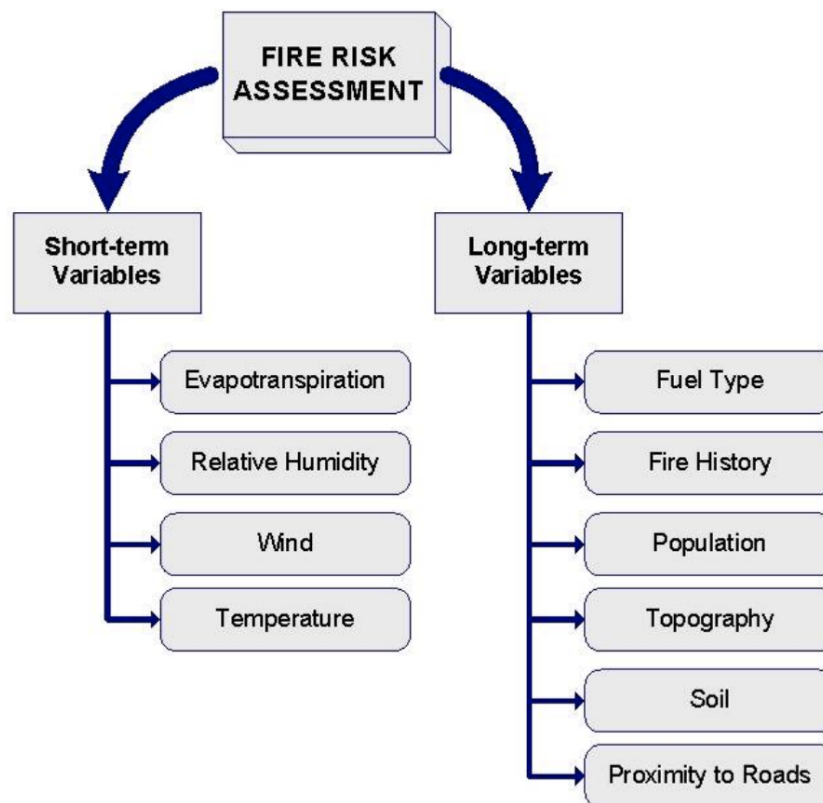 FIRE RISK
ASSESSMENT
Short-term
Variables
Evapotranspiration
Relative Humidity
Wind
Temperature
Long-term
Variables
Fuel Type
Fire History
Population
Topography
Soil
Proximity to Roads